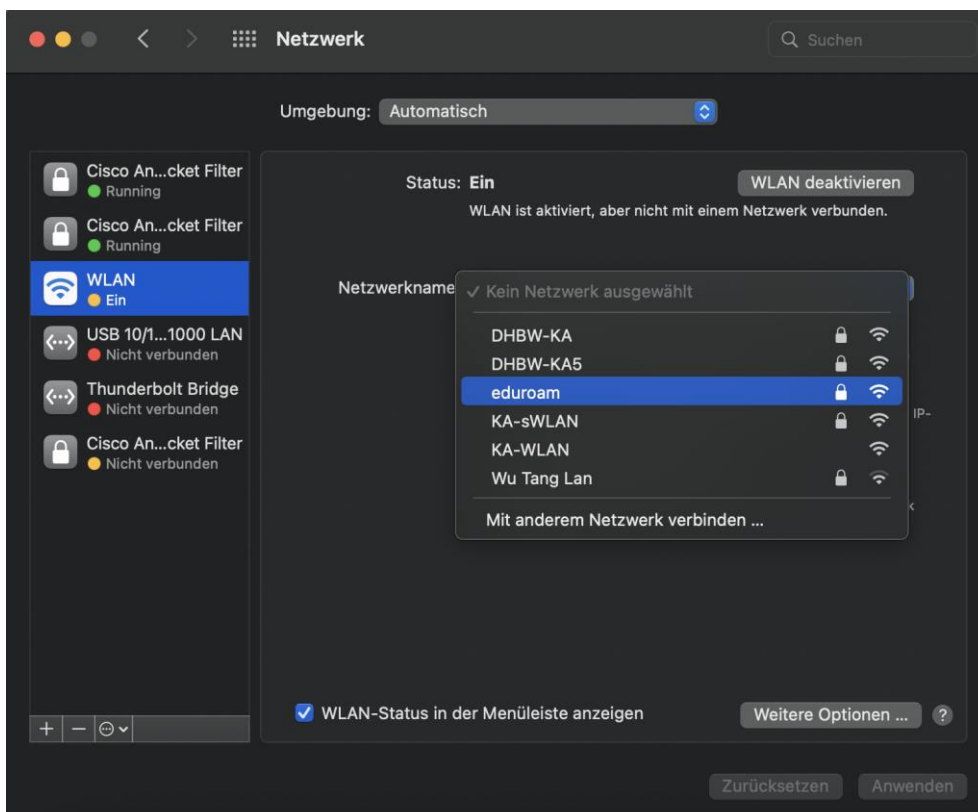 Netzwerk
Suchen
Umgebung: Automatisch
Cisco An...cket Filter
Running
Cisco An...cket Filter
Running
WLAN
Ein
USB 10/1...1000 LAN
Nicht verbunden
Thunderbolt Bridge
Nicht verbunden
Cisco An...cket Filter
Nicht verbunden
Status: Ein
WLAN deaktivieren
WLAN ist aktiviert, aber nicht mit einem Netzwerk verbunden.
Netzwerkname
✓ Kein Netzwerk ausgewählt
DHBW-KA
DHBW-KA5
eduroam
KA-sWLAN
KA-WLAN
Wu Tang Lan
Mit anderem Netzwerk verbinden ...
IP-
WLAN-Status in der Menüleiste anzeigen
Weitere Optionen ...
?
Zurücksetzen
Anwenden